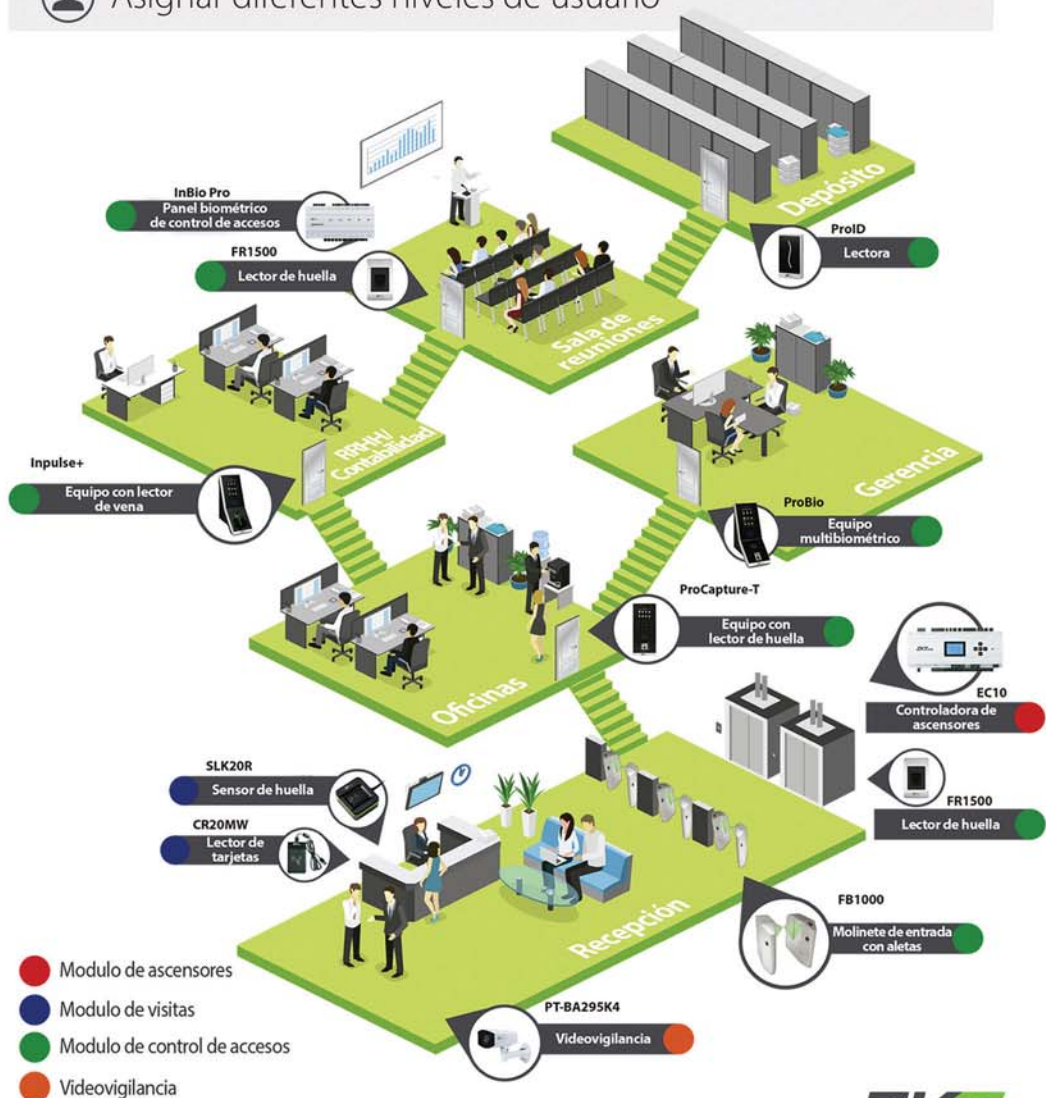 Asignar diferentes niveles de usuario
Depósito
InBio Pro
Panel biométrico
de control de accesos
FR1500
Lector de huella
ProID
Lectora
Sala de
reuniones
RRHH/
Contabilidad
Gerencia
Inpulse+
Equipo con lector
de vena
ProBio
Equipo
multibiométrico
ProCapture-T
Equipo con
lector de huella
Oficinas
EC10
Controladora de
ascensores
SLK20R
Sensor de huella
FR1500
Lector de huella
CR20MW
Lector de
tarjetas
FB1000
Molinete de entrada
con aletas
Recepción
PT-BA295K4
Videovigilancia
Modulo de ascensores
Modulo de visitas
Modulo de control de accesos
Videovigilancia